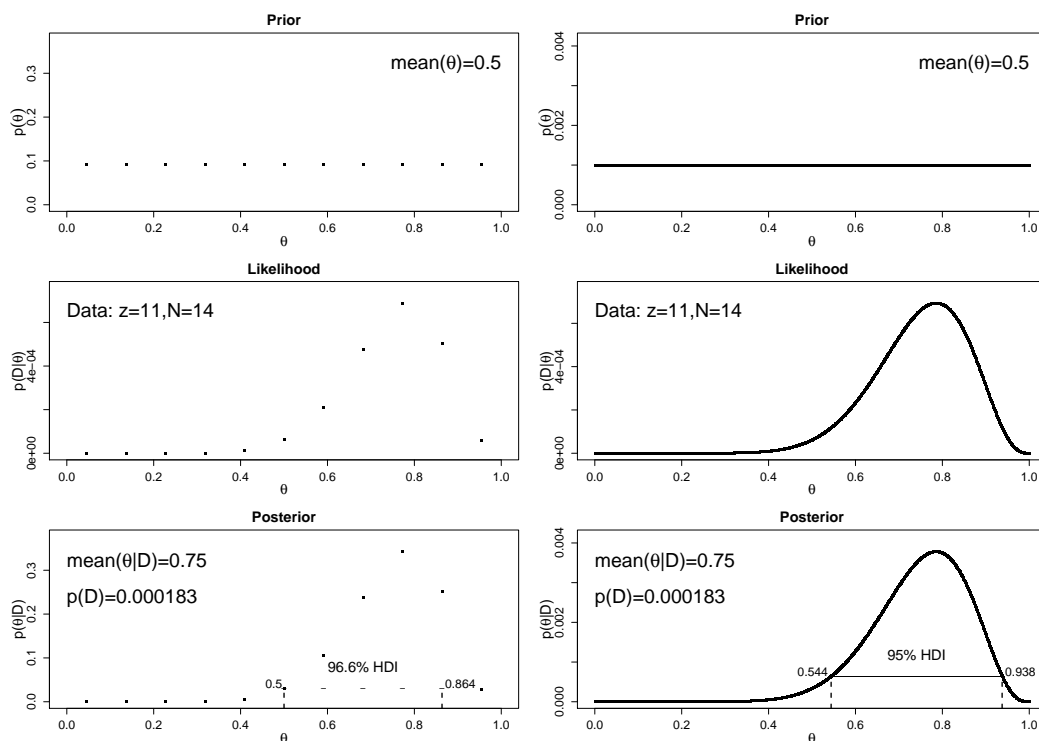 Prior
mean(θ)=0.5
p(θ)
0.0 0.1 0.2 0.3
0.0 0.2 0.4 0.6 0.8 1.0
θ
Prior
mean(θ)=0.5
p(θ)
0.000 0.002 0.004
0.0 0.2 0.4 0.6 0.8 1.0
θ
Likelihood
Data: z=11,N=14
p(D|θ)
0e+00 4e−04
0.0 0.2 0.4 0.6 0.8 1.0
θ
Likelihood
Data: z=11,N=14
p(D|θ)
0e+00 4e−04
0.0 0.2 0.4 0.6 0.8 1.0
θ
Posterior
mean(θ|D)=0.75
p(D)=0.000183
p(θ|D)
0.0 0.1 0.2 0.3
96.6% HDI
0.5 0.864
0.0 0.2 0.4 0.6 0.8 1.0
θ
Posterior
mean(θ|D)=0.75
p(D)=0.000183
p(θ|D)
0.000 0.002 0.004
95% HDI
0.544 0.938
0.0 0.2 0.4 0.6 0.8 1.0
θ